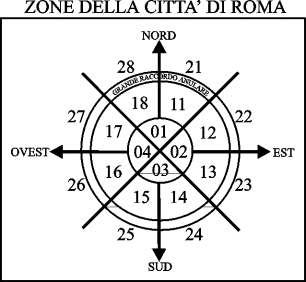 ZONE DELLA CITTA' DI ROMA
NORD
28 21
GRANDE RACCORDO ANULARE
27 18 11 22
17 01 12
OVEST 04 02 EST
16 03 13
26 15 14 23
25 24
SUD